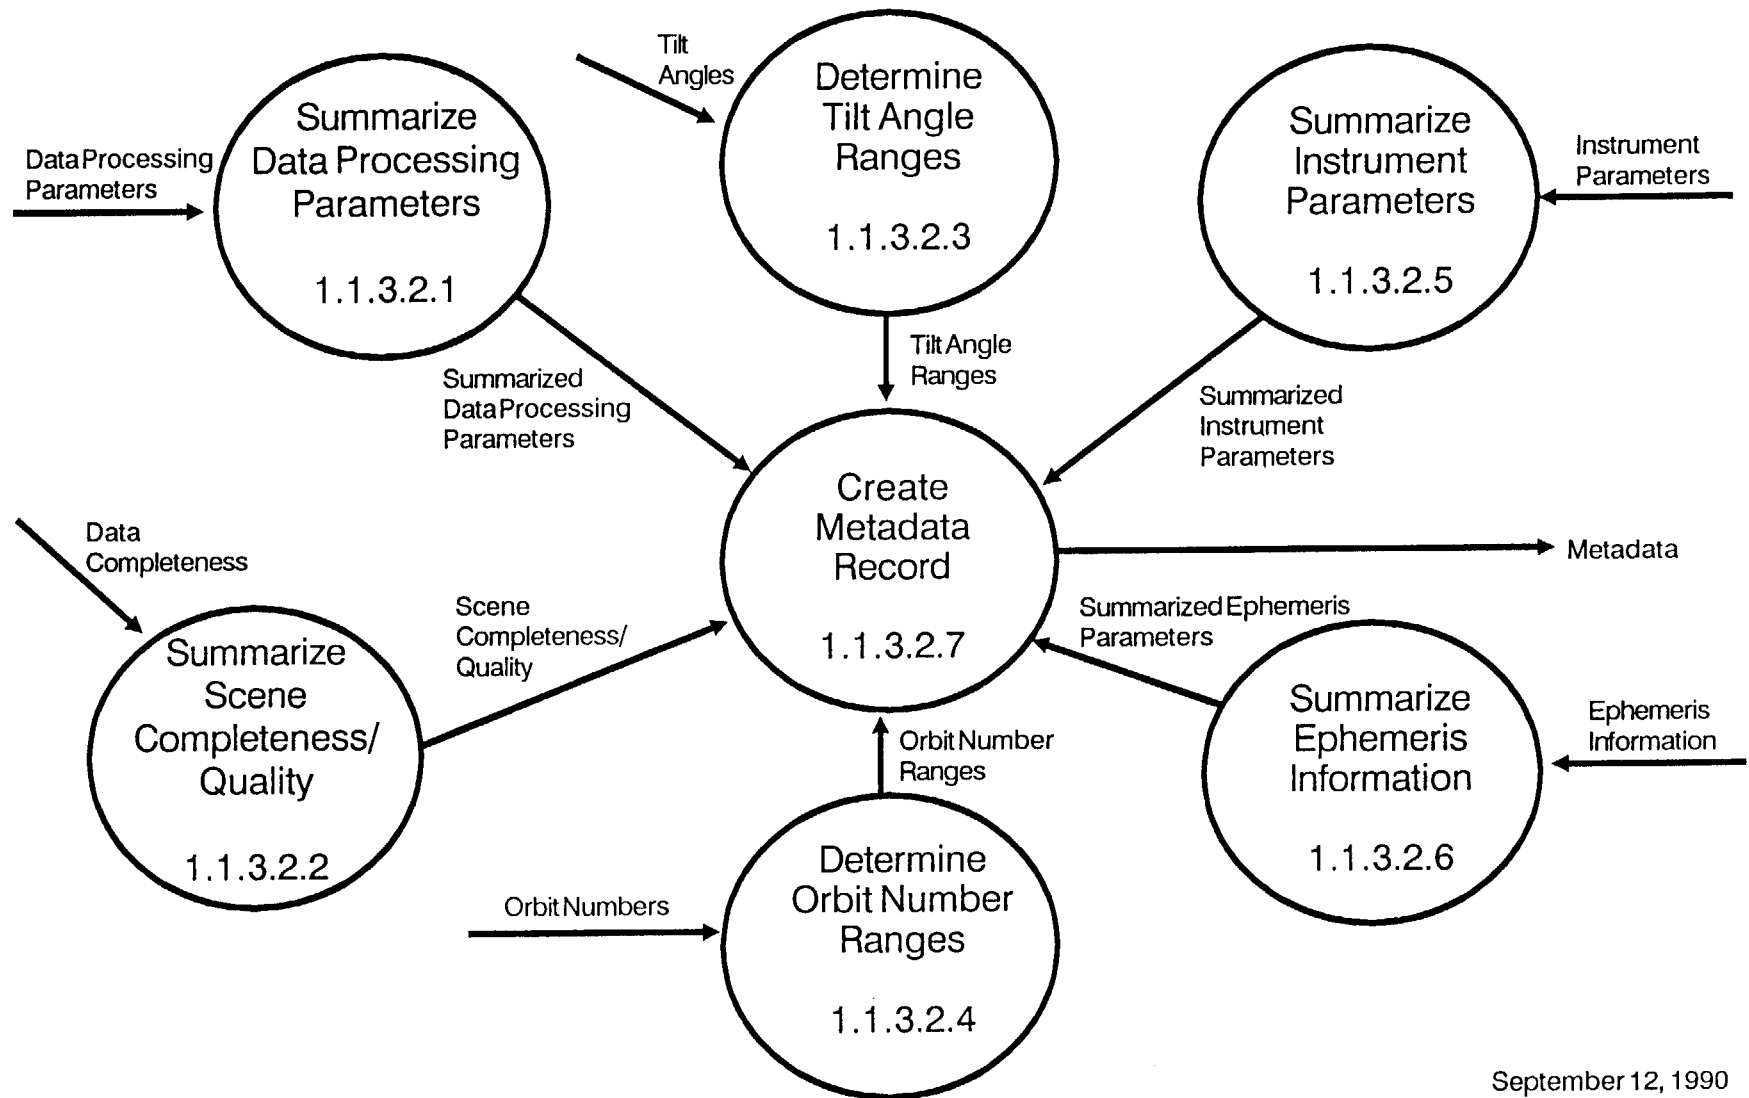 Tilt
Angles
Determine
Tilt Angle
Ranges
1.1.3.2.3
Summarize
Data Processing
Parameters
1.1.3.2.1
Data Processing
Parameters
Summarize
Instrument
Parameters
1.1.3.2.5
Instrument
Parameters
Tilt Angle
Ranges
Summarized
Data Processing
Parameters
Summarized
Instrument
Parameters
Create
Metadata
Record
1.1.3.2.7
Metadata
Data
Completeness
Scene
Completeness/
Quality
Summarized Ephemeris
Parameters
Summarize
Scene
Completeness/
Quality
1.1.3.2.2
Summarize
Ephemeris
Information
1.1.3.2.6
Ephemeris
Information
Orbit Number
Ranges
Orbit Numbers
Determine
Orbit Number
Ranges
1.1.3.2.4
September 12, 1990